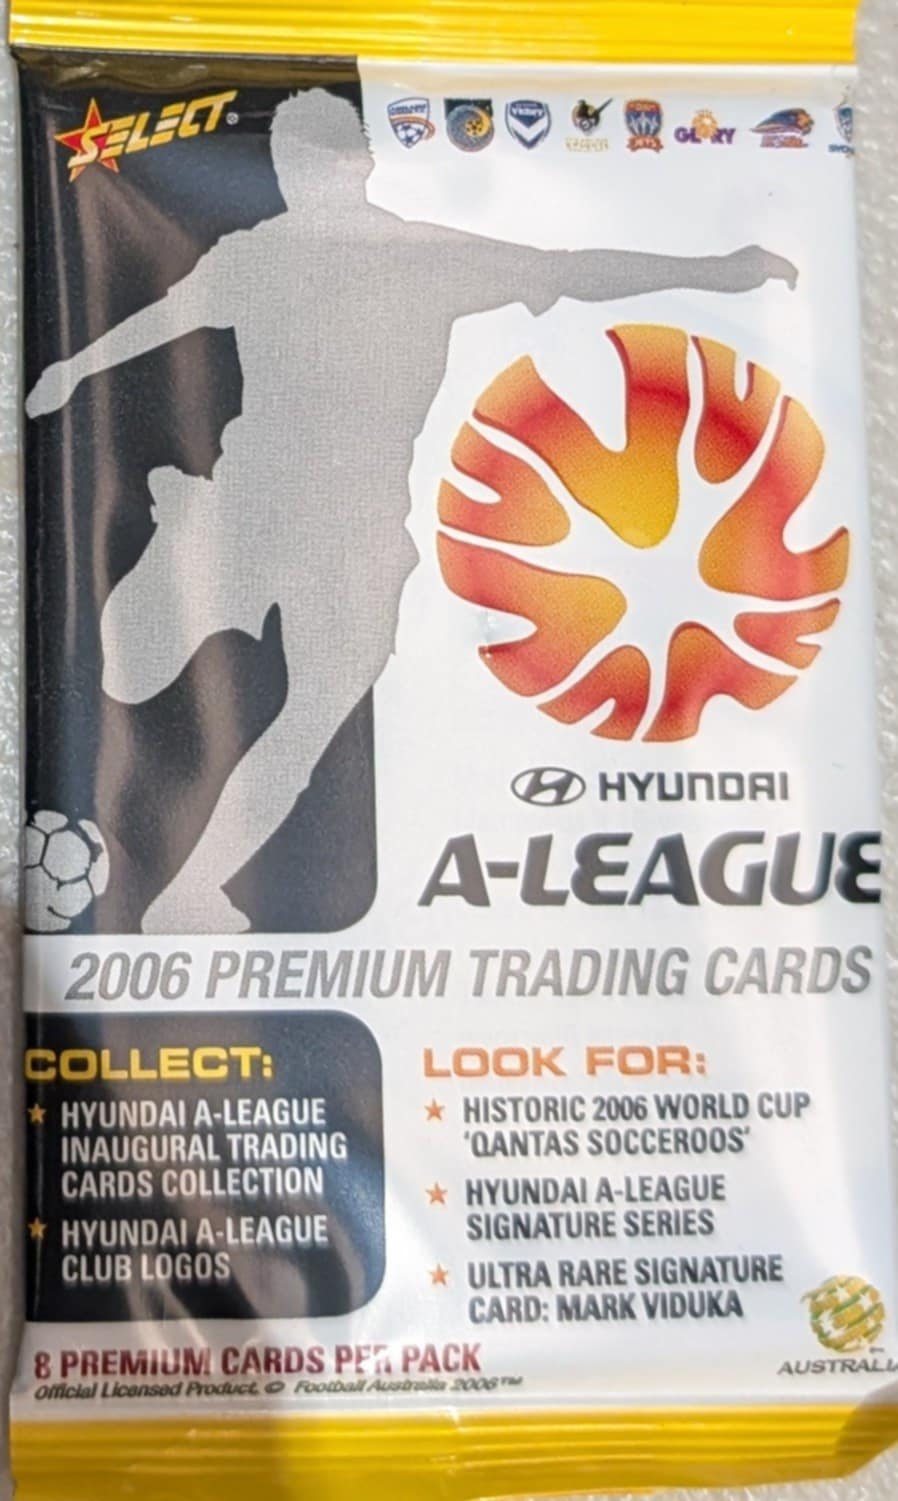 SELECT®
GLORY
JETS
HYUNDAI
A-LEAGUE
2006 PREMIUM TRADING CARDS
COLLECT:
HYUNDAI A-LEAGUE
INAUGURAL TRADING
CARDS COLLECTION
HYUNDAI A-LEAGUE
CLUB LOGOS
LOOK FOR:
HISTORIC 2006 WORLD CUP
'QANTAS SOCCEROOS'
HYUNDAI A-LEAGUE
SIGNATURE SERIES
ULTRA RARE SIGNATURE
CARD: MARK VIDUKA
AUSTRALIA
8 PREMIUM CARDS PER PACK
Official Licensed Product. © Football Australia 2006™